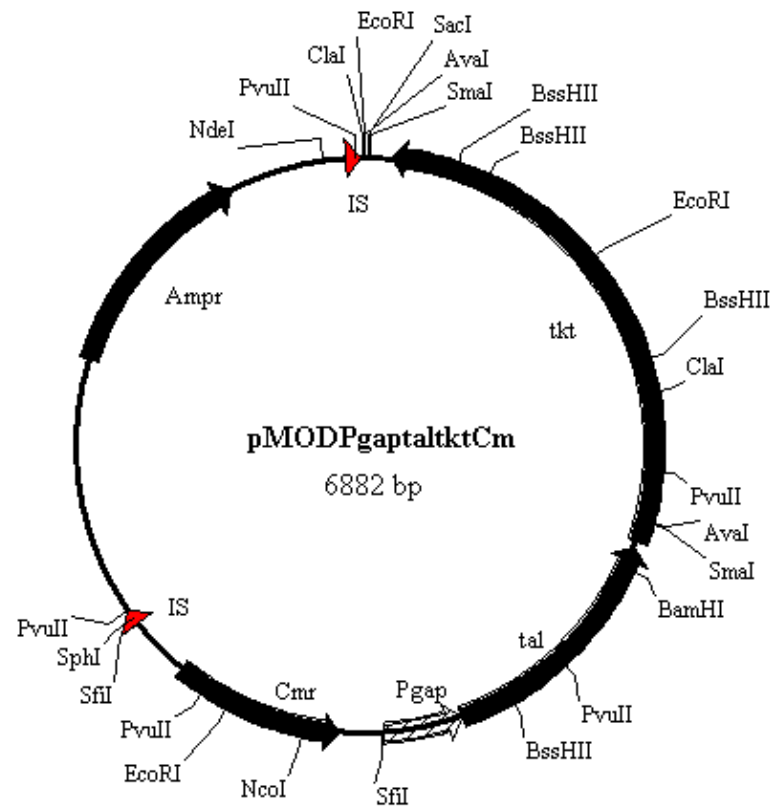 EcoRI
SacI
ClaI
AvaI
PvuII
SmaI
BssHII
NdeI
BssHII
IS
EcoRI
Ampr
BssHII
tkt
ClaI
pMODPgaptaltktCm
6882 bp
PvuII
AvaI
SmaI
BamHI
IS
PvuII
SphI
tal
SfiI
Pgap
Cmr
PvuII
PvuII
BssHII
EcoRI
NcoI
SfiI